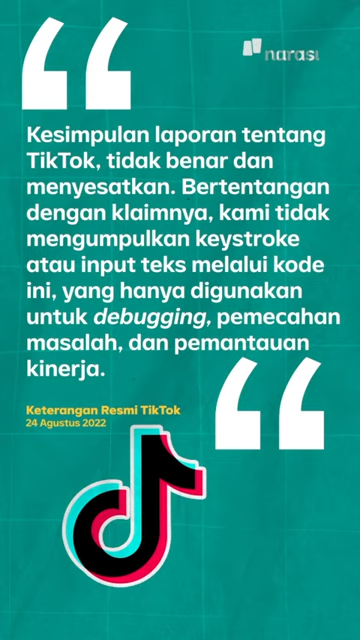 narasi
Kesimpulan laporan tentang
TikTok, tidak benar dan
menyesatkan. Bertentangan
dengan klaimnya, kami tidak
mengumpulkan keystroke
atau input teks melalui kode
ini, yang hanya digunakan
untuk debugging, pemecahan
masalah, dan pemantauan
kinerja.
Keterangan Resmi TikTok
24 Agustus 2022